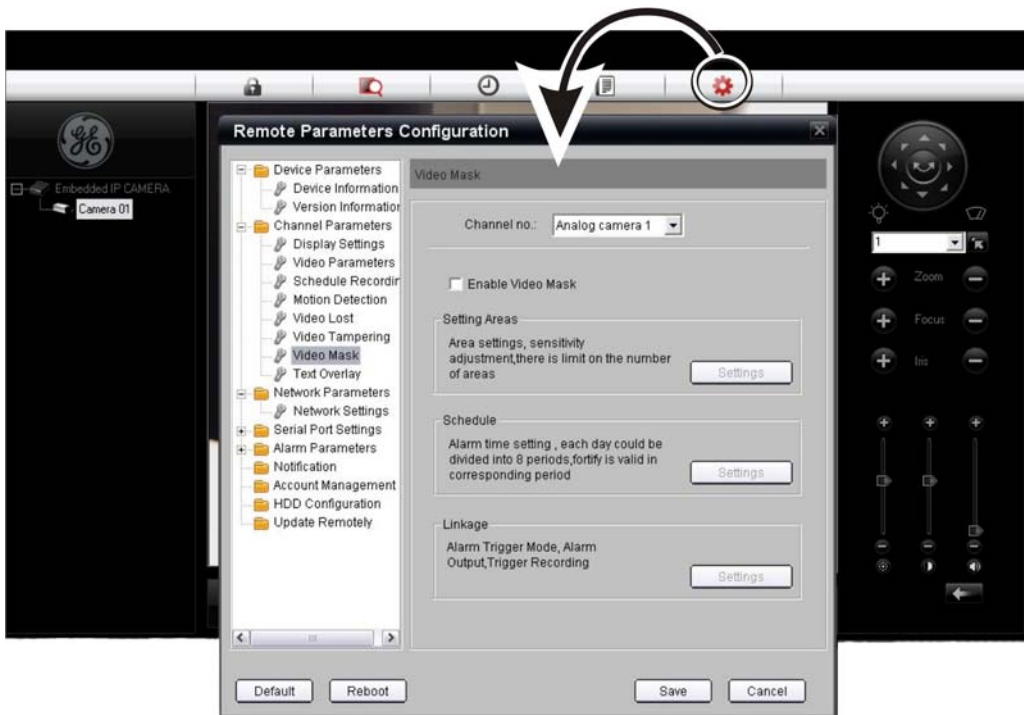 GE
Remote Parameters Configuration
Embedded IP CAMERA
Camera 01
Device Parameters
Device Information
Version Information
Channel Parameters
Display Settings
Video Parameters
Schedule Recordir
Motion Detection
Video Lost
Video Tampering
Video Mask
Text Overlay
Network Parameters
Network Settings
Serial Port Settings
Alarm Parameters
Notification
Account Management
HDD Configuration
Update Remotely
Video Mask
Channel no.: Analog camera 1
Enable Video Mask
Setting Areas
Area settings, sensitivity
adjustment,there is limit on the number
of areas
Settings
Schedule
Alarm time setting , each day could be
divided into 8 periods,fortify is valid in
corresponding period
Settings
Linkage
Alarm Trigger Mode, Alarm
Output,Trigger Recording
Settings
Default
Reboot
Save
Cancel
1
Zoom
Focus
Iris